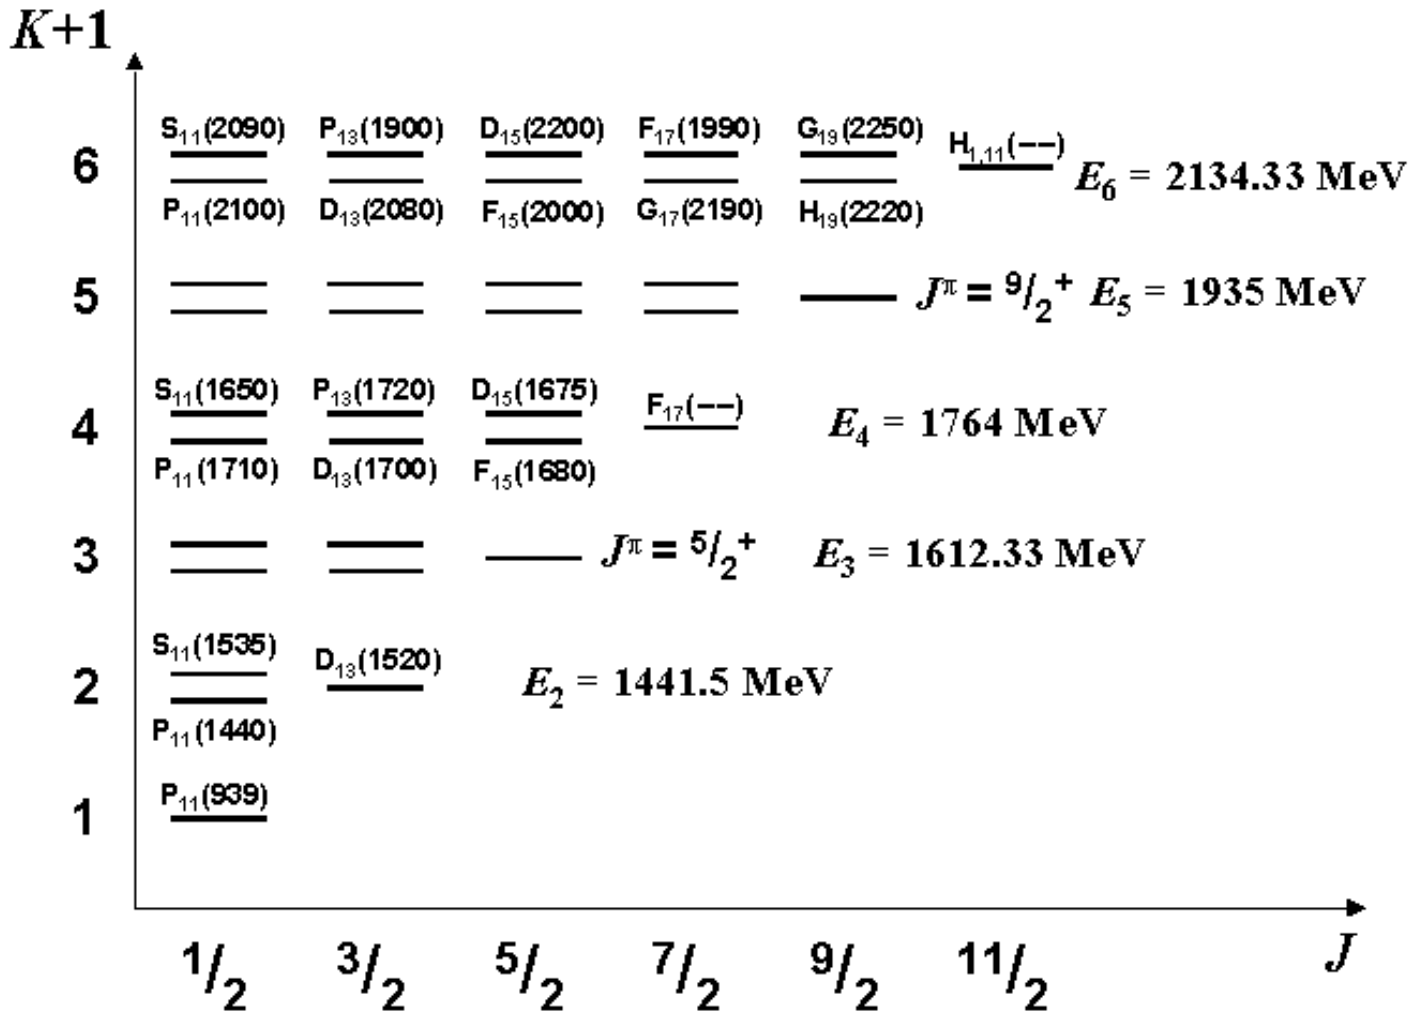 K+1
S11(2090) P13(1900) D15(2200) F17(1990) G19(2250) H1,11(––)
6 E6 = 2134.33 MeV
P11(2100) D13(2080) F15(2000) G17(2190) H19(2220)
5 Jπ = 9/2+ E5 = 1935 MeV
S11(1650) P13(1720) D15(1675) F17(––)
4 E4 = 1764 MeV
P11(1710) D13(1700) F15(1680)
3 Jπ = 5/2+ E3 = 1612.33 MeV
S11(1535) D13(1520)
2 E2 = 1441.5 MeV
P11(1440)
P11(939)
1
1/2 3/2 5/2 7/2 9/2 11/2 J